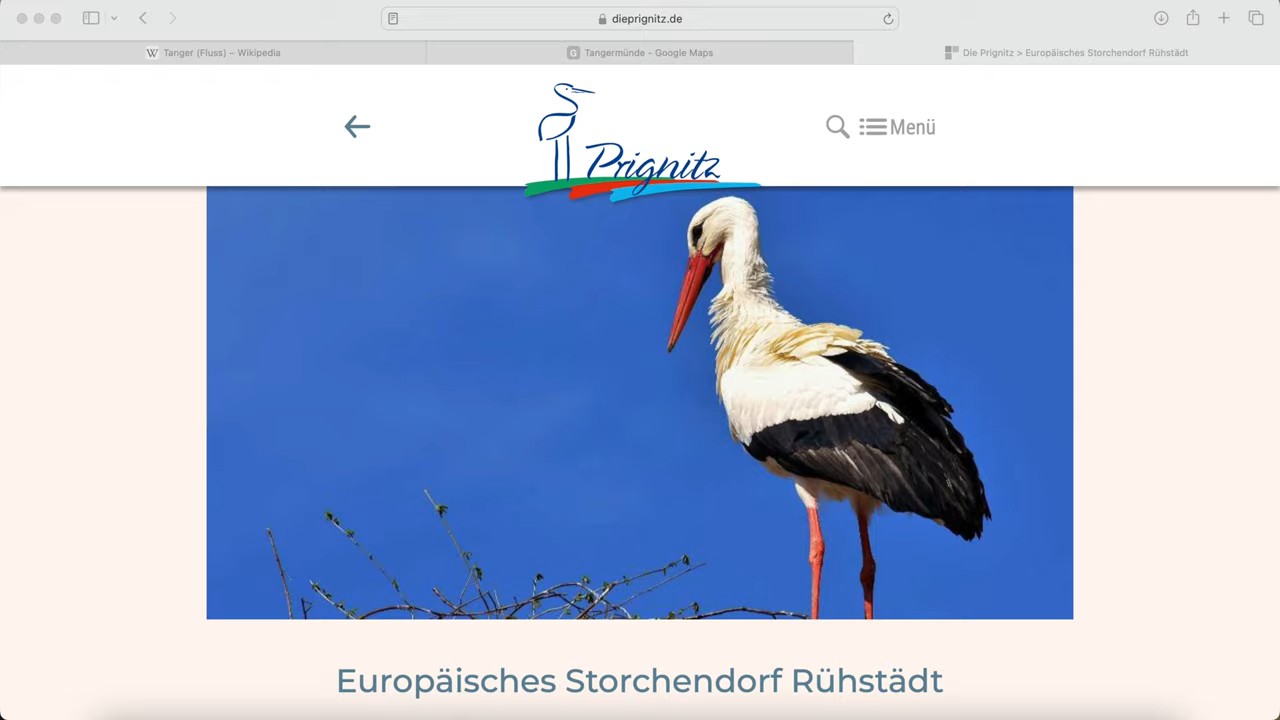 dieprignitz.de
Tanger (Fluss) – Wikipedia
Tangermünde - Google Maps
Die Prignitz > Europäisches Storchendorf Rühstädt
Prignitz
Menü
Europäisches Storchendorf Rühstädt